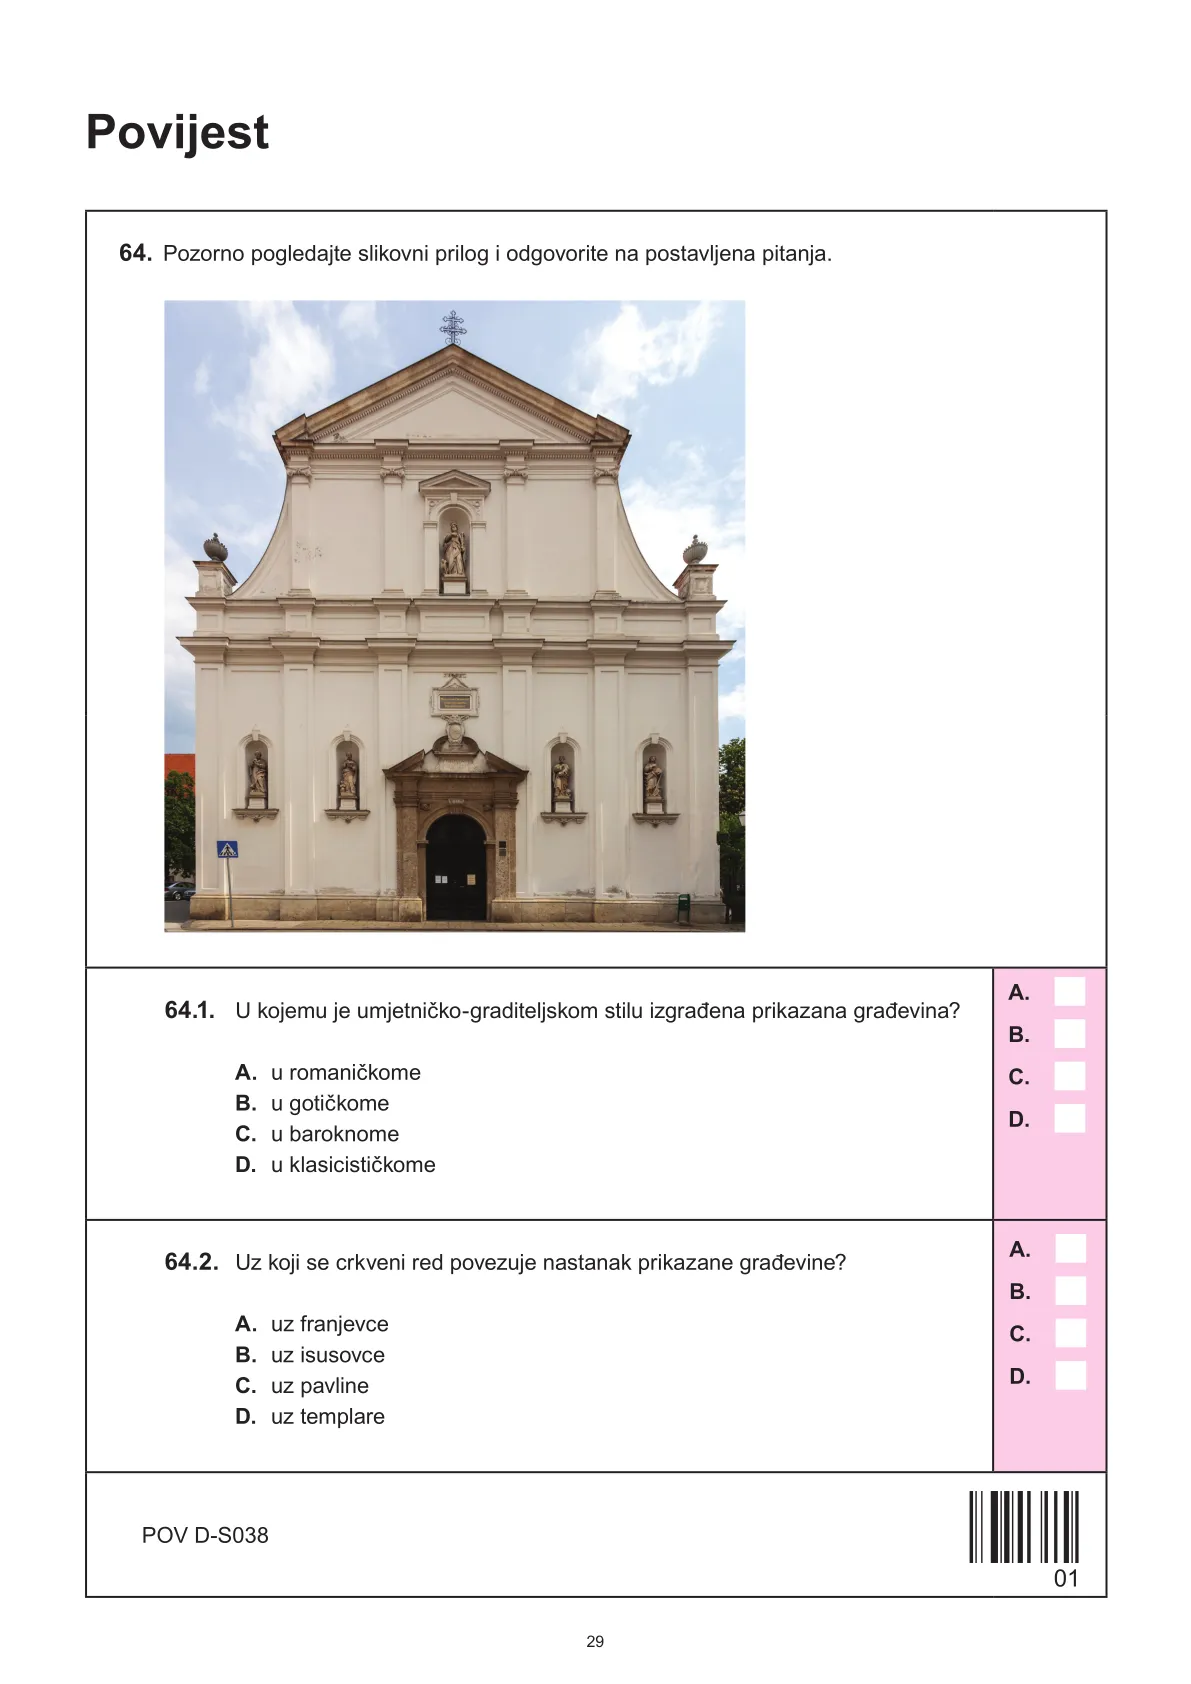 Povijest
64. Pozorno pogledajte slikovni prilog i odgovorite na postavljena pitanja.
64.1. U kojemu je umjetničko-graditeljskom stilu izgrađena prikazana građevina?
A. u romaničkome
B. u gotičkome
C. u baroknome
D. u klasicističkome
A.
B.
C.
D.
64.2. Uz koji se crkveni red povezuje nastanak prikazane građevine?
A. uz franjevce
B. uz isusovce
C. uz pavline
D. uz templare
A.
B.
C.
D.
POV D-S038
01
29